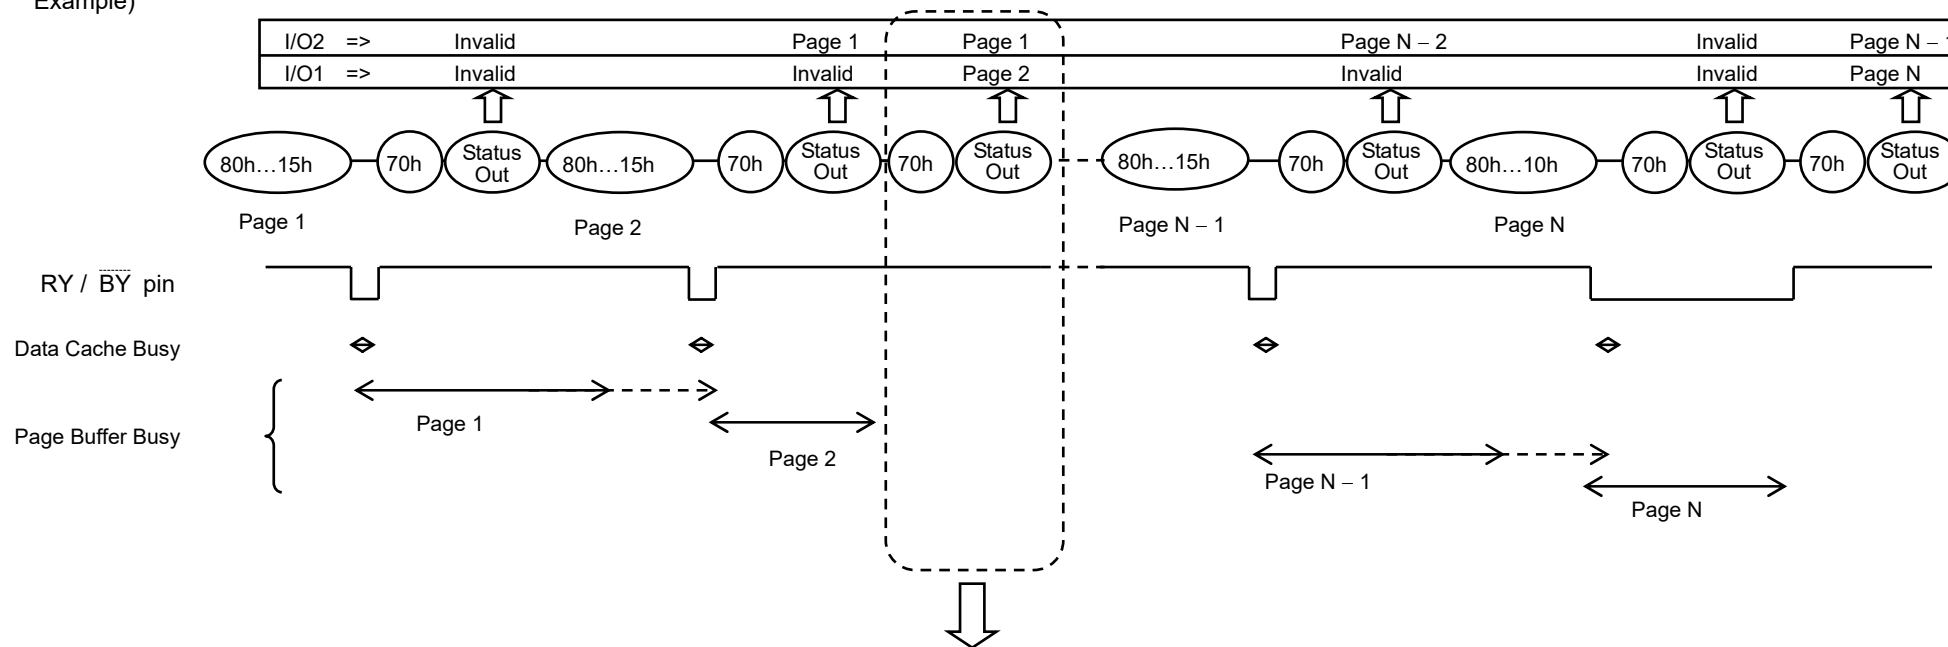 Example)
I/O2 => Invalid Page 1 Page 1 Page N – 2 Invalid Page N –
I/O1 => Invalid Invalid Page 2 Invalid Invalid Page N
80h…15h 70h Status Out 80h…15h 70h Status Out 70h Status Out 80h…15h 70h Status Out 80h…10h 70h Status Out 70h Status Out
Page 1 Page 2 Page N – 1 Page N
RY / BY pin
Data Cache Busy
Page 1
Page Buffer Busy
Page 2
Page N – 1
Page N